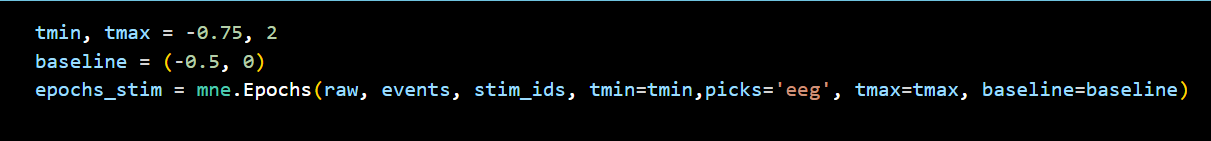 tmin, tmax = -0.75, 2
baseline = (-0.5, 0)
epochs_stim = mne.Epochs(raw, events, stim_ids, tmin=tmin,picks='eeg', tmax=tmax, baseline=baseline)